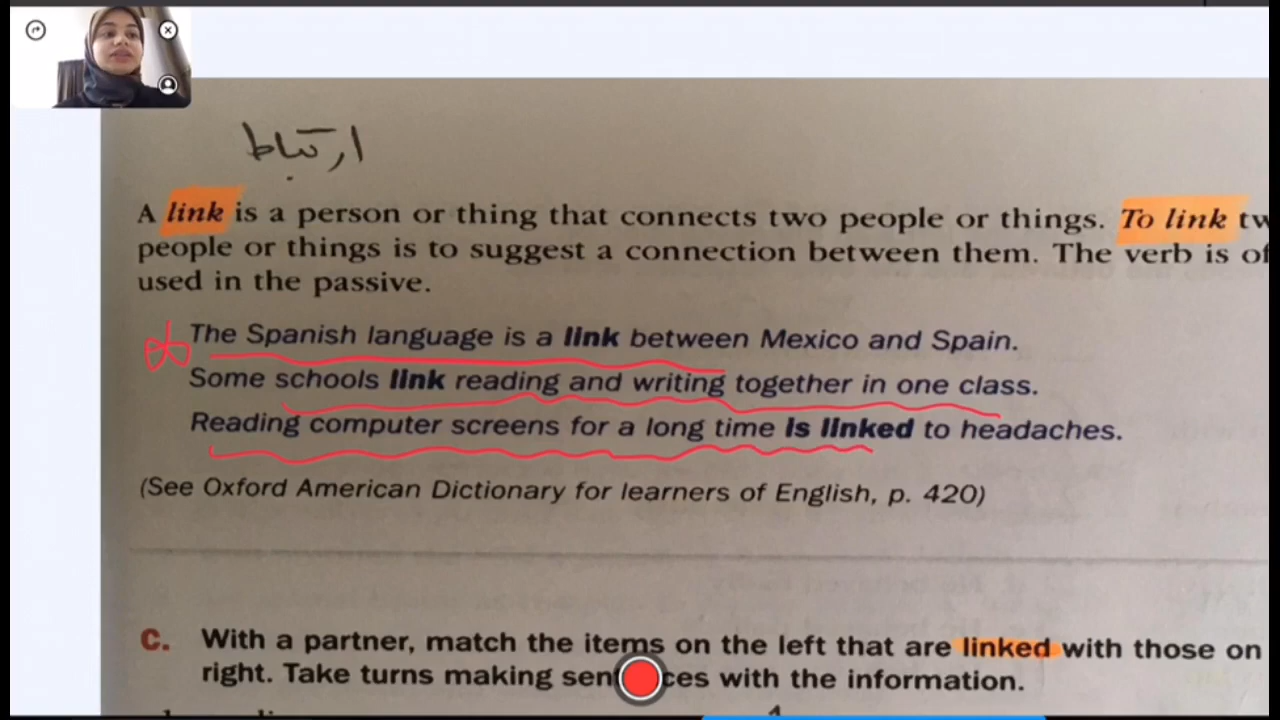 ارتباط
A link is a person or thing that connects two people or things. To link tw
people or things is to suggest a connection between them. The verb is of
used in the passive.
The Spanish language is a link between Mexico and Spain.
Some schools link reading and writing together in one class.
Reading computer screens for a long time is linked to headaches.
(See Oxford American Dictionary for learners of English, p. 420)
C. With a partner, match the items on the left that are linked with those on
right. Take turns making sent ces with the information.